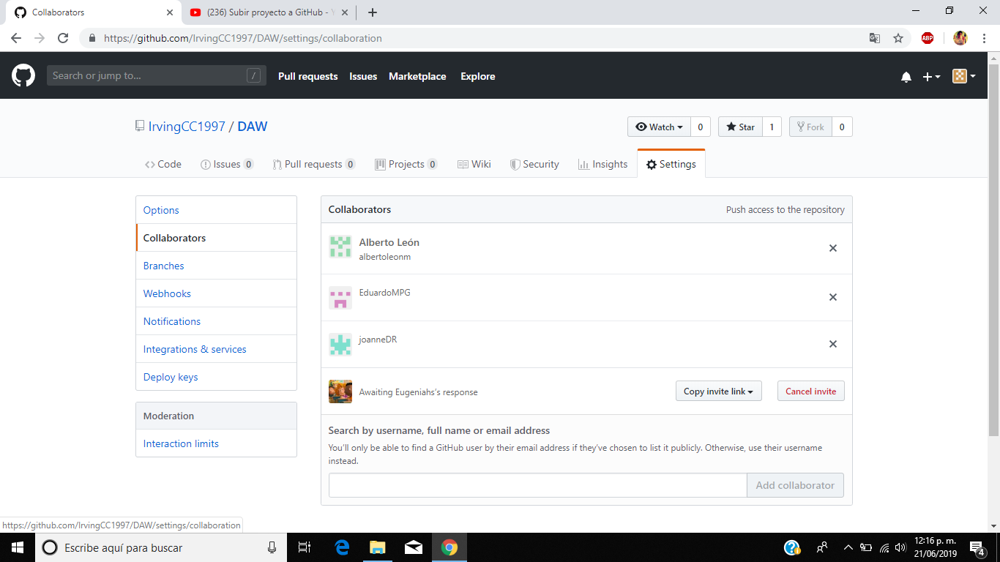 Collaborators
(236) Subir proyecto a GitHub -
https://github.com/IrvingCC1997/DAW/settings/collaboration
ABP
Search or jump to... /
Pull requests Issues Marketplace Explore
IrvingCC1997 / DAW
Watch 0 Star 1 Fork 0
Code Issues 0 Pull requests 0 Projects 0 Wiki Security Insights Settings
Options
Collaborators
Branches
Webhooks
Notifications
Integrations & services
Deploy keys
Moderation
Interaction limits
Collaborators Push access to the repository
Alberto León
albertoleonm
EduardoMPG
joanneDR
Awaiting Eugeniahs's response Copy invite link Cancel invite
Search by username, full name or email address
You'll only be able to find a GitHub user by their email address if they've chosen to list it publicly. Otherwise, use their username
instead.
Add collaborator
https://github.com/IrvingCC1997/DAW/settings/collaboration
Escribe aquí para buscar
12:16 p. m.
21/06/2019
4